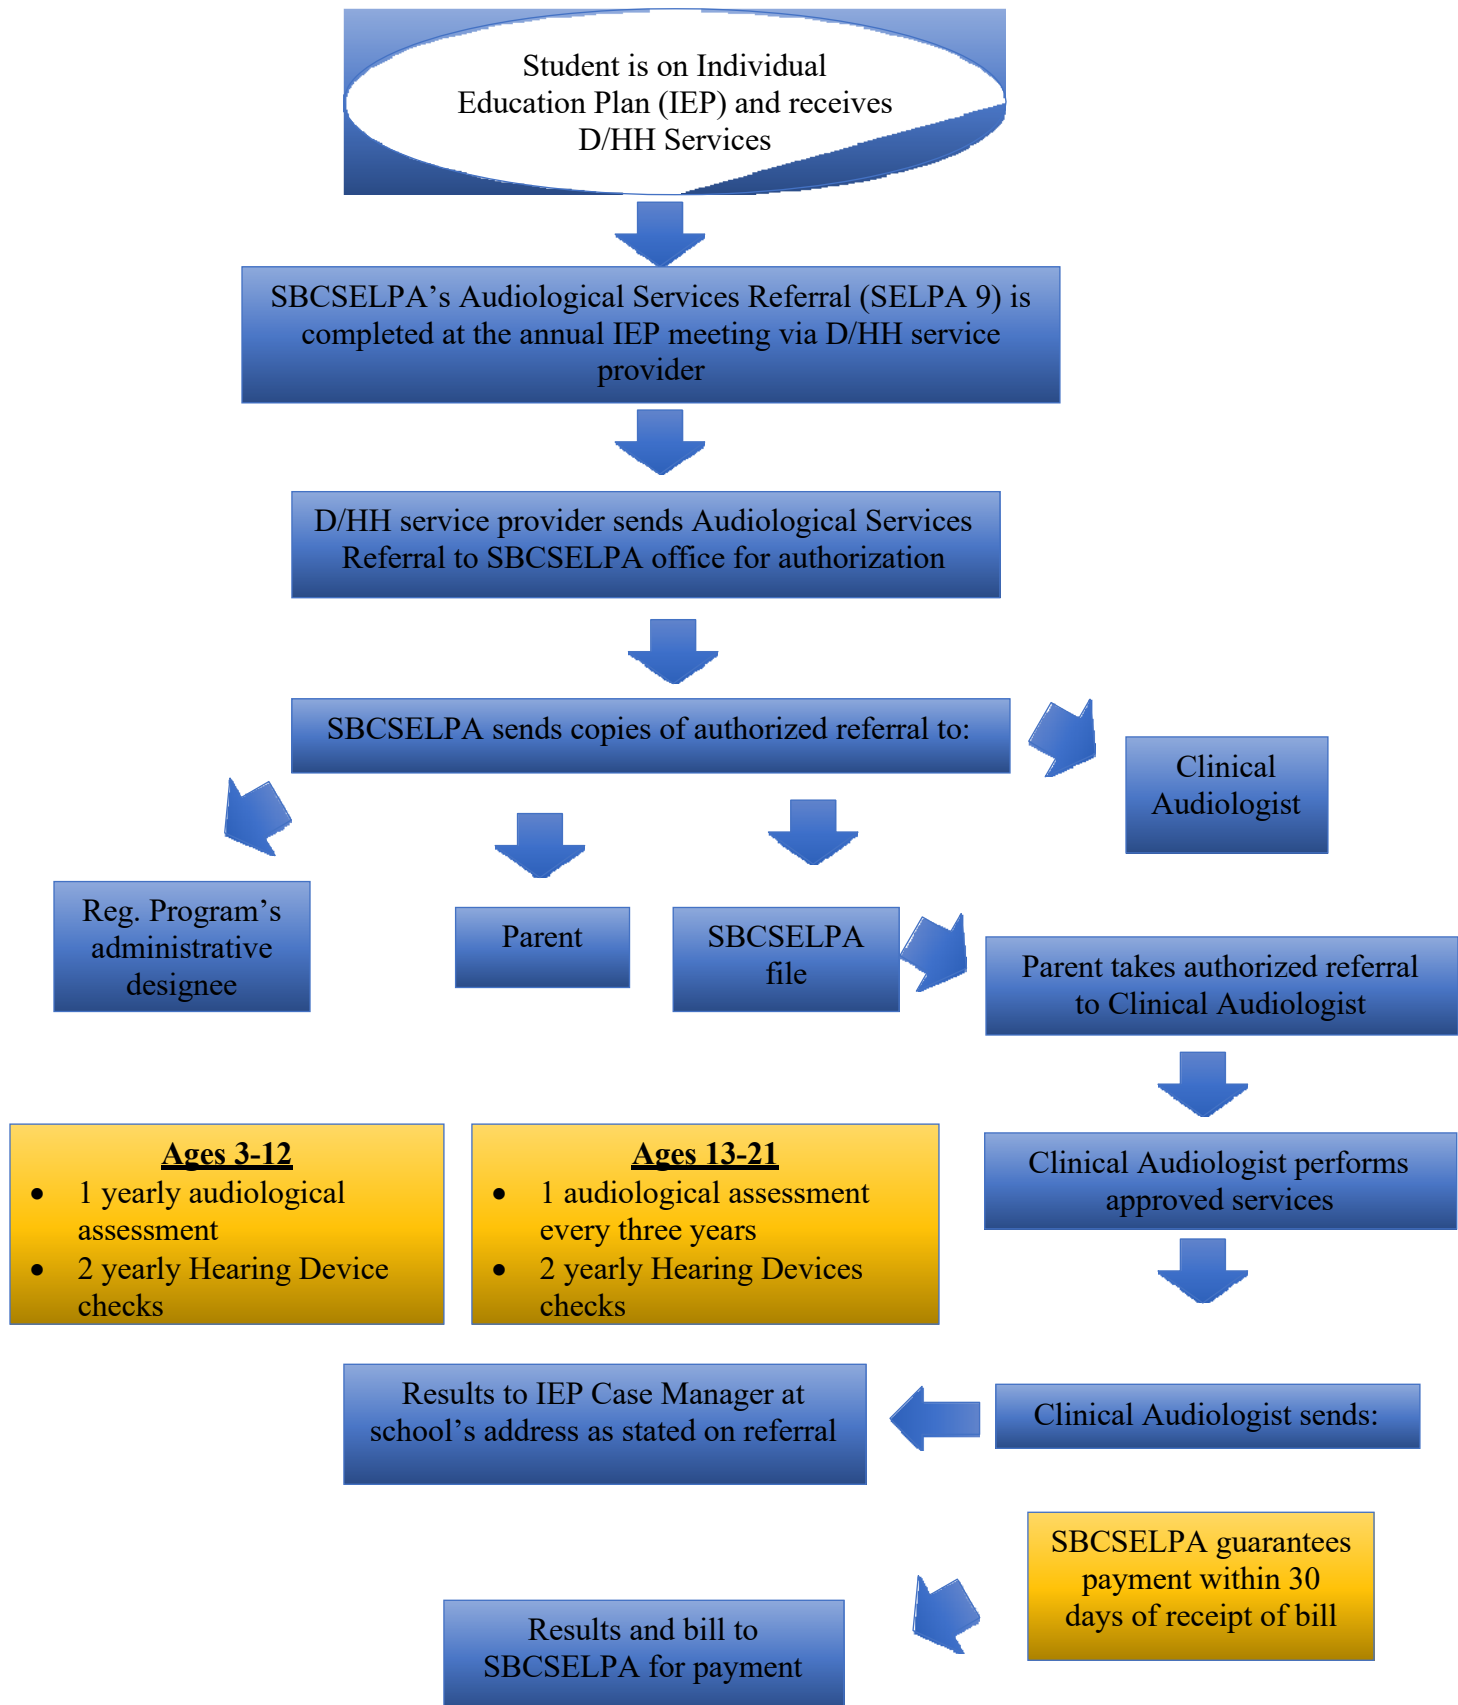 Student is on Individual
Education Plan (IEP) and receives
D/HH Services
SBCSELPA’s Audiological Services Referral (SELPA 9) is
completed at the annual IEP meeting via D/HH service
provider
D/HH service provider sends Audiological Services
Referral to SBCSELPA office for authorization
SBCSELPA sends copies of authorized referral to:
Clinical
Audiologist
Reg. Program’s
administrative
designee
Parent
SBCSELPA
file
Parent takes authorized referral
to Clinical Audiologist
Ages 3-12
• 1 yearly audiological
assessment
• 2 yearly Hearing Device
checks
Ages 13-21
• 1 audiological assessment
every three years
• 2 yearly Hearing Devices
checks
Clinical Audiologist performs
approved services
Results to IEP Case Manager at
school’s address as stated on referral
Clinical Audiologist sends:
SBCSELPA guarantees
payment within 30
days of receipt of bill
Results and bill to
SBCSELPA for payment